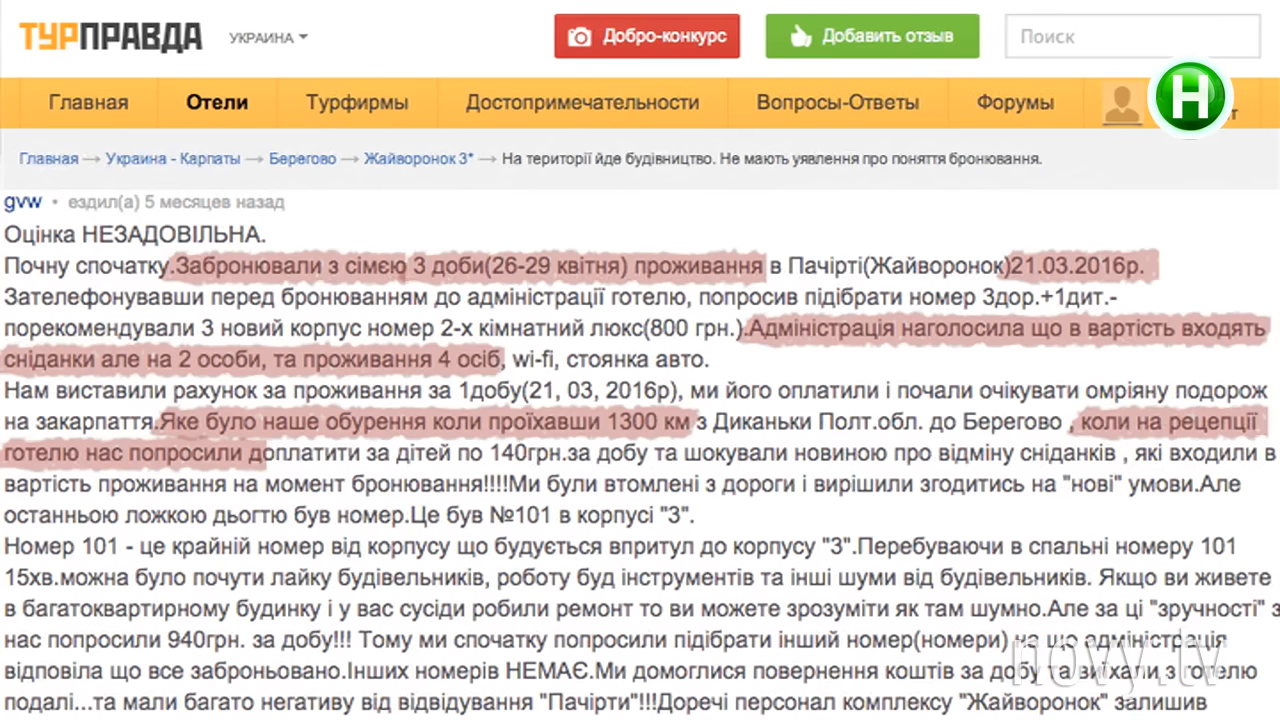 ТУРПРАВДА УКРАИНА Добро-конкурс Добавить отзыв Поиск
Главная Отели Турфирмы Достопримечательности Вопросы-Ответы Форумы
Н
Главная → Украина - Карпаты → Берегово → Жайворонок 3* → На території йде будівництво. Не мають уявлення про поняття бронювання.
gvw • ездил(а) 5 месяцев назад
Оцінка НЕЗАДОВІЛЬНА.
Почну спочатку.Забронювали з сімєю 3 доби(26-29 квітня) проживання в Пачірті(Жайворонок)21.03.2016р.
Зателефонувавши перед бронюванням до адміністрації готелю, попросив підібрати номер 3дор.+1дит.-
порекомендували 3 новий корпус номер 2-х кімнатний люкс(800 грн.).Адміністрація наголосила що в вартість входять
сніданки але на 2 особи, та проживання 4 осіб, wi-fi, стоянка авто.
Нам виставили рахунок за проживання за 1добу(21, 03, 2016р), ми його оплатили і почали очікувати омріяну подорож
на закарпаття.Яке було наше обурення коли проїхавши 1300 км з Диканьки Полт.обл. до Берегово , коли на рецепції
готелю нас попросили доплатити за дітей по 140грн.за добу та шокували новиною про відміну сніданків , які входили в
вартість проживання на момент бронювання!!!!Ми були втомлені з дороги і вирішили згодитись на "нові" умови.Але
останньою ложкою дьогтю був номер.Це був №101 в корпусі "3".
Номер 101 - це крайній номер від корпусу що будується впритул до корпусу "3".Перебуваючи в спальні номеру 101
15хв.можна було почути лайку будівельників, роботу буд інструментів та інші шуми від будівельників. Якщо ви живете
в багатоквартирному будинку і у вас сусіди робили ремонт то ви можете зрозуміти як там шумно.Але за ці "зручності" з
нас попросили 940грн. за добу!!! Тому ми спочатку попросили підібрати інший номер(номери) на що адміністрація
відповіла що все заброньовано.Інших номерів НЕМАЄ.Ми домоглися повернення коштів за добу та виїхали з готелю
подалі...та мали багато негативу від відвідування "Пачірти"!!!Доречі персонал комплексу "Жайворонок" залишив
novy.tv